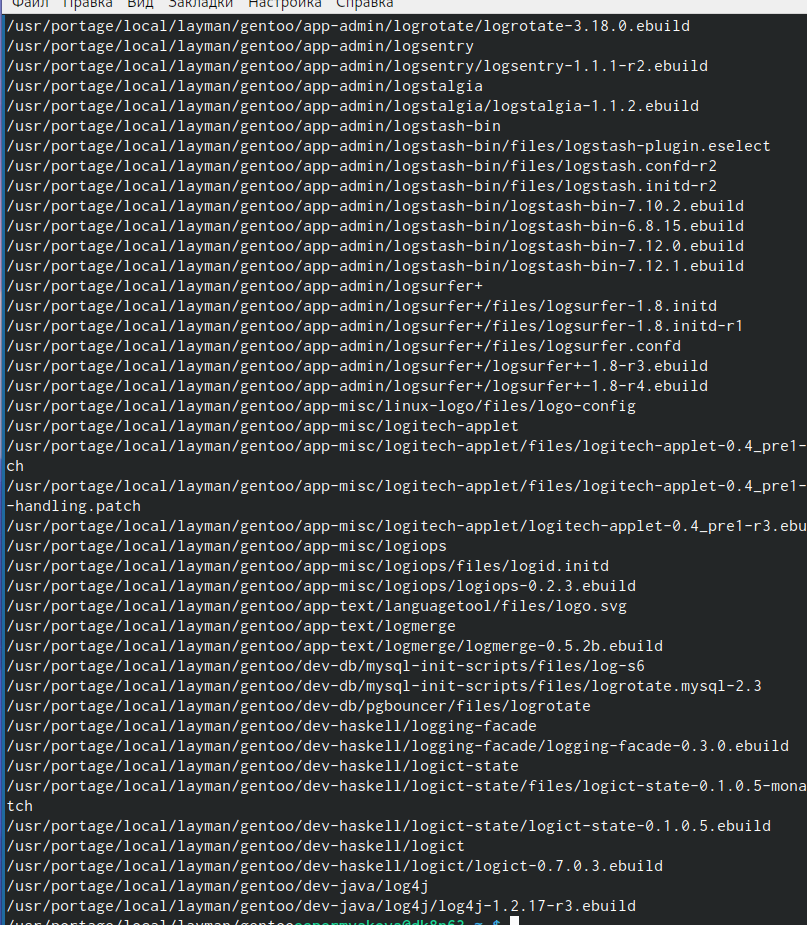 Файл Правка Вид Закладки Настройка Справка
/usr/portage/local/layman/gentoo/app-admin/logrotate/logrotate-3.18.0.ebuild
/usr/portage/local/layman/gentoo/app-admin/logsentry
/usr/portage/local/layman/gentoo/app-admin/logsentry/logsentry-1.1.1-r2.ebuild
/usr/portage/local/layman/gentoo/app-admin/logstalgia
/usr/portage/local/layman/gentoo/app-admin/logstalgia/logstalgia-1.1.2.ebuild
/usr/portage/local/layman/gentoo/app-admin/logstash-bin
/usr/portage/local/layman/gentoo/app-admin/logstash-bin/files/logstash-plugin.eselect
/usr/portage/local/layman/gentoo/app-admin/logstash-bin/files/logstash.confd-r2
/usr/portage/local/layman/gentoo/app-admin/logstash-bin/files/logstash.initd-r2
/usr/portage/local/layman/gentoo/app-admin/logstash-bin/logstash-bin-7.10.2.ebuild
/usr/portage/local/layman/gentoo/app-admin/logstash-bin/logstash-bin-6.8.15.ebuild
/usr/portage/local/layman/gentoo/app-admin/logstash-bin/logstash-bin-7.12.0.ebuild
/usr/portage/local/layman/gentoo/app-admin/logstash-bin/logstash-bin-7.12.1.ebuild
/usr/portage/local/layman/gentoo/app-admin/logsurfer+
/usr/portage/local/layman/gentoo/app-admin/logsurfer+/files/logsurfer-1.8.initd
/usr/portage/local/layman/gentoo/app-admin/logsurfer+/files/logsurfer-1.8.initd-r1
/usr/portage/local/layman/gentoo/app-admin/logsurfer+/files/logsurfer.confd
/usr/portage/local/layman/gentoo/app-admin/logsurfer+/logsurfer+-1.8-r3.ebuild
/usr/portage/local/layman/gentoo/app-admin/logsurfer+/logsurfer+-1.8-r4.ebuild
/usr/portage/local/layman/gentoo/app-misc/linux-logo/files/logo-config
/usr/portage/local/layman/gentoo/app-misc/logitech-applet
/usr/portage/local/layman/gentoo/app-misc/logitech-applet/files/logitech-applet-0.4_pre1-
ch
/usr/portage/local/layman/gentoo/app-misc/logitech-applet/files/logitech-applet-0.4_pre1-
-handling.patch
/usr/portage/local/layman/gentoo/app-misc/logitech-applet/logitech-applet-0.4_pre1-r3.ebu
/usr/portage/local/layman/gentoo/app-misc/logiops
/usr/portage/local/layman/gentoo/app-misc/logiops/files/logid.initd
/usr/portage/local/layman/gentoo/app-misc/logiops/logiops-0.2.3.ebuild
/usr/portage/local/layman/gentoo/app-text/languagetool/files/logo.svg
/usr/portage/local/layman/gentoo/app-text/logmerge
/usr/portage/local/layman/gentoo/app-text/logmerge/logmerge-0.5.2b.ebuild
/usr/portage/local/layman/gentoo/dev-db/mysql-init-scripts/files/log-s6
/usr/portage/local/layman/gentoo/dev-db/mysql-init-scripts/files/logrotate.mysql-2.3
/usr/portage/local/layman/gentoo/dev-db/pgbouncer/files/logrotate
/usr/portage/local/layman/gentoo/dev-haskell/logging-facade
/usr/portage/local/layman/gentoo/dev-haskell/logging-facade/logging-facade-0.3.0.ebuild
/usr/portage/local/layman/gentoo/dev-haskell/logict-state
/usr/portage/local/layman/gentoo/dev-haskell/logict-state/files/logict-state-0.1.0.5-mona
tch
/usr/portage/local/layman/gentoo/dev-haskell/logict-state/logict-state-0.1.0.5.ebuild
/usr/portage/local/layman/gentoo/dev-haskell/logict
/usr/portage/local/layman/gentoo/dev-haskell/logict/logict-0.7.0.3.ebuild
/usr/portage/local/layman/gentoo/dev-java/log4j
/usr/portage/local/layman/gentoo/dev-java/log4j/log4j-1.2.17-r3.ebuild